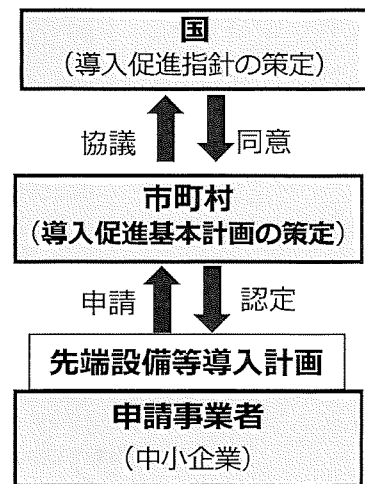 国
（導入促進指針の策定）
協議
同意
市町村
（導入促進基本計画の策定）
申請
認定
先端設備等導入計画
申請事業者
（中小企業）